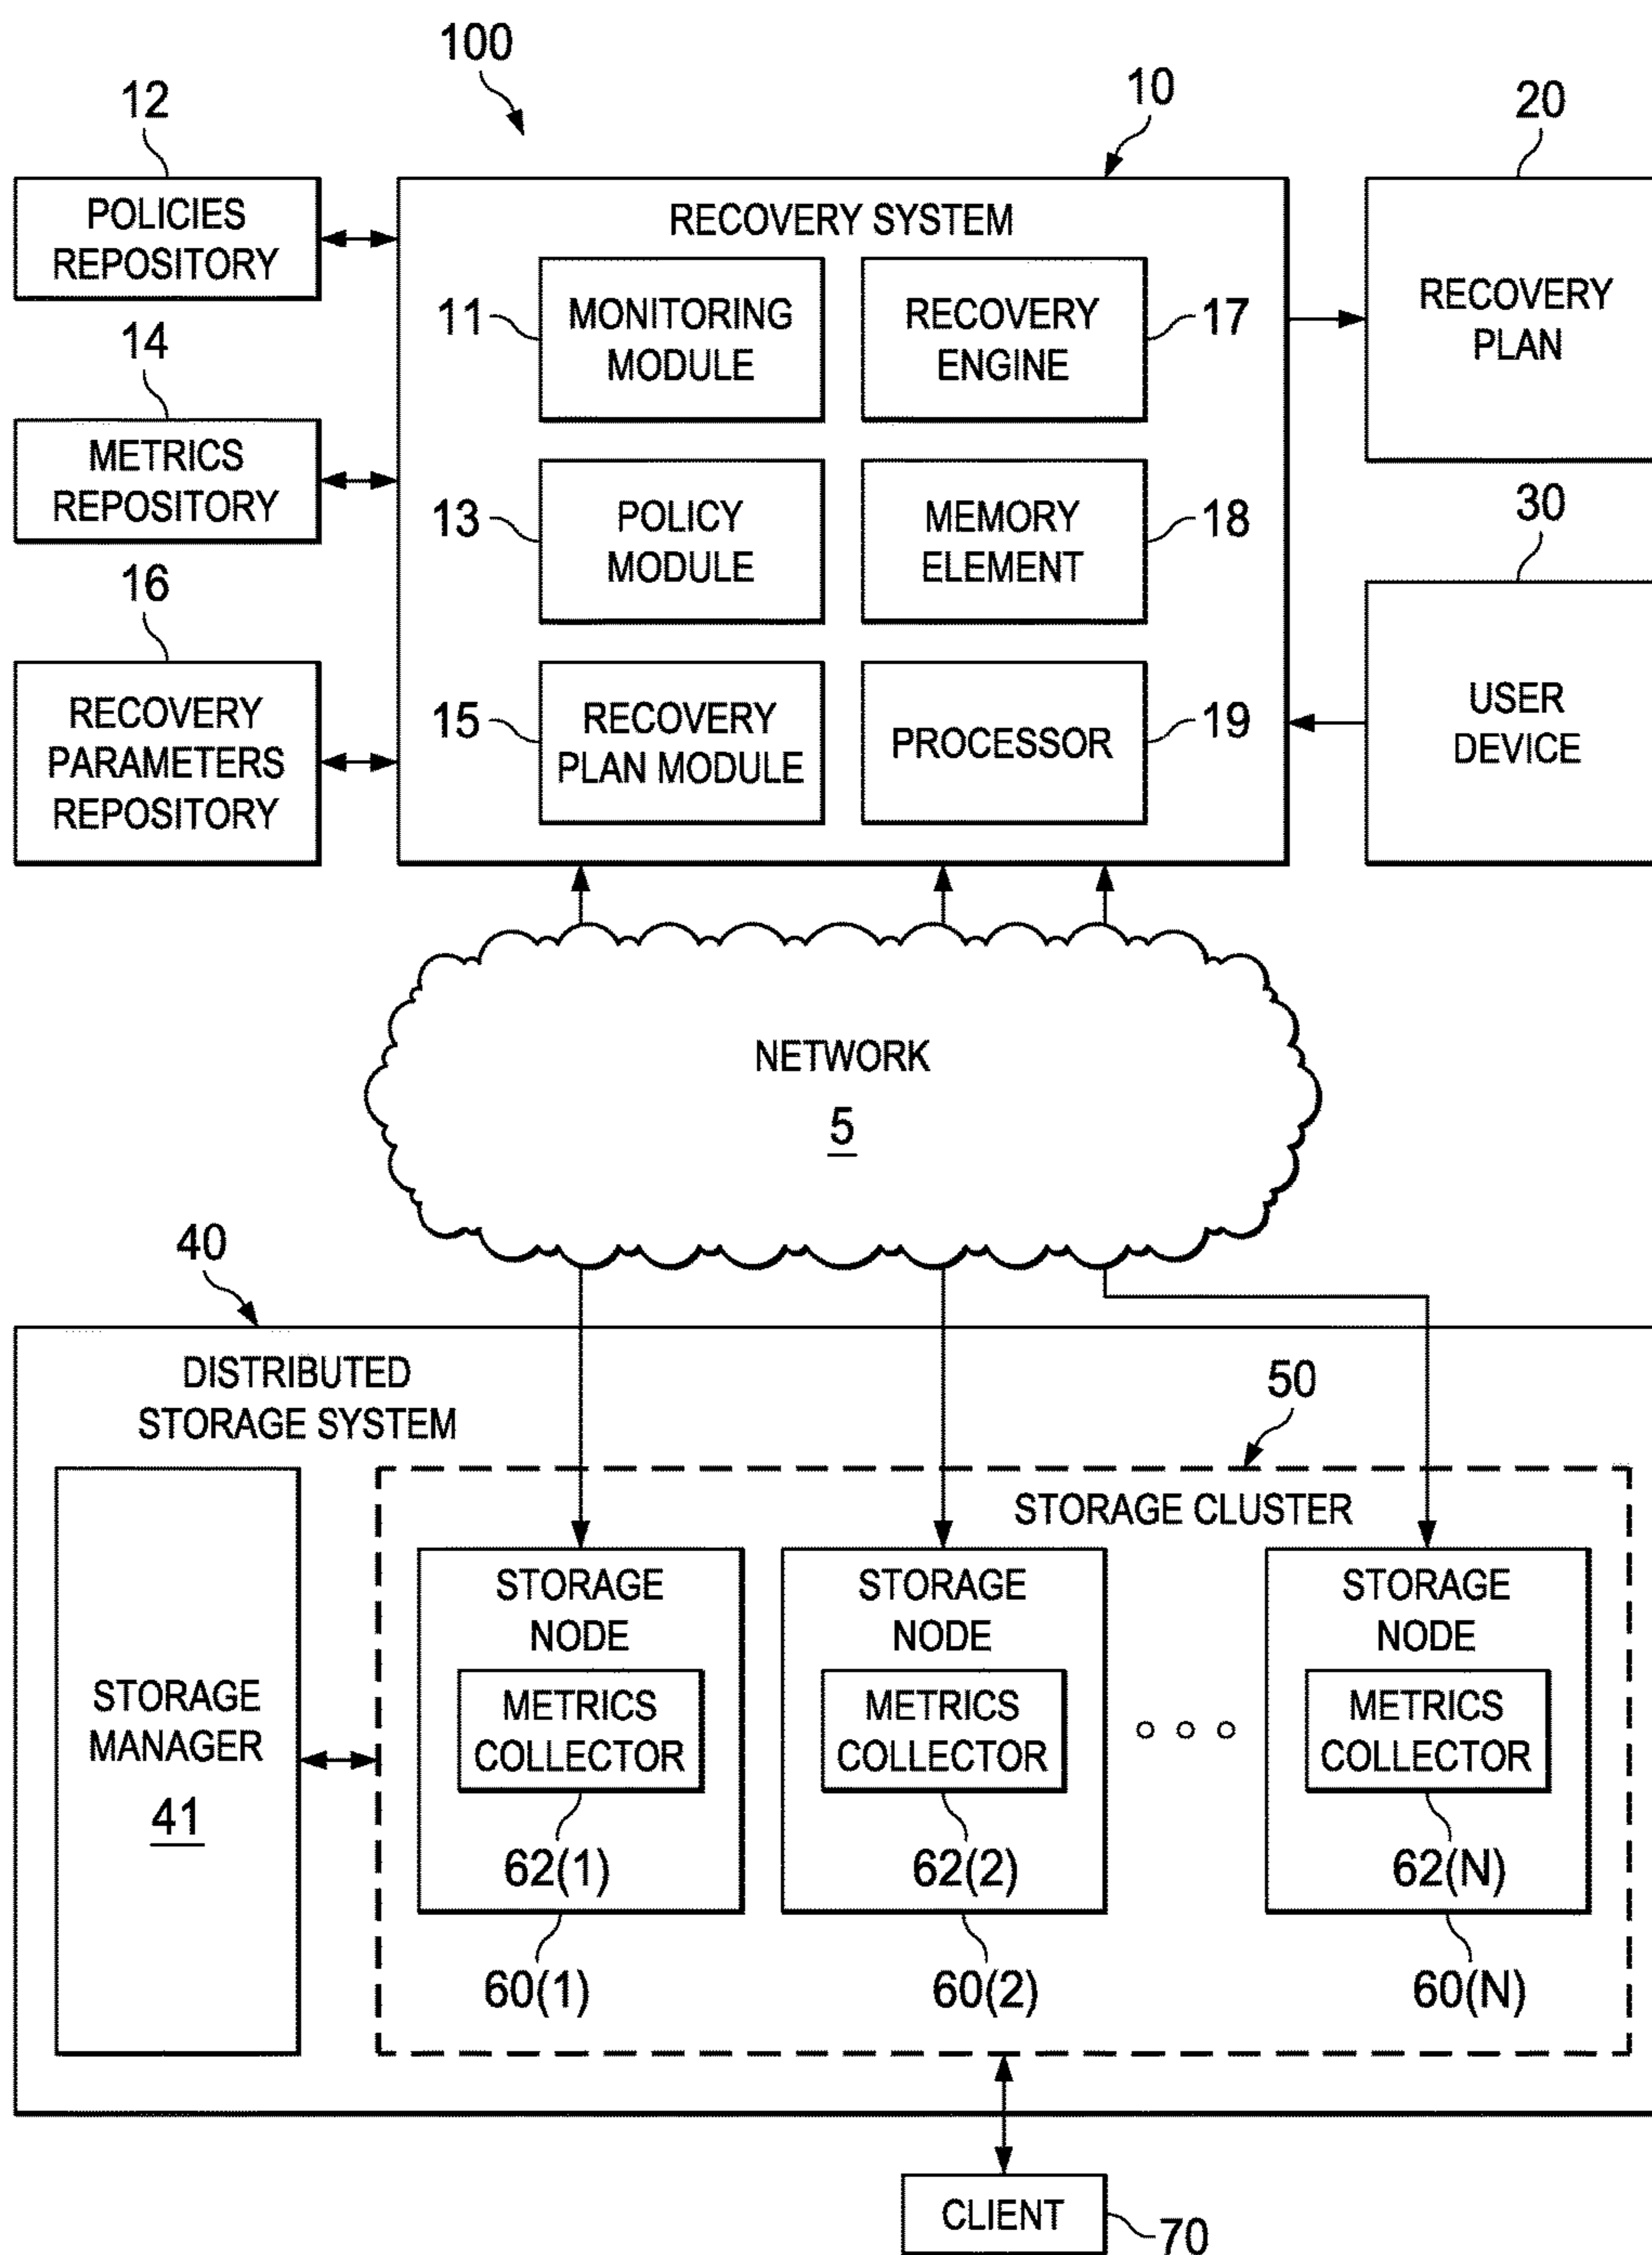 100
12
10
20
POLICIES
REPOSITORY
RECOVERY SYSTEM
RECOVERY
PLAN
11
MONITORING
MODULE
RECOVERY
ENGINE
17
14
METRICS
REPOSITORY
13
POLICY
MODULE
MEMORY
ELEMENT
18
30
16
RECOVERY
PARAMETERS
REPOSITORY
15
RECOVERY
PLAN MODULE
PROCESSOR
19
USER
DEVICE
NETWORK
5
40
DISTRIBUTED
STORAGE SYSTEM
50
STORAGE CLUSTER
STORAGE
MANAGER
41
STORAGE
NODE
METRICS
COLLECTOR
62(1)
60(1)
STORAGE
NODE
METRICS
COLLECTOR
62(2)
60(2)
STORAGE
NODE
METRICS
COLLECTOR
62(N)
60(N)
CLIENT
70